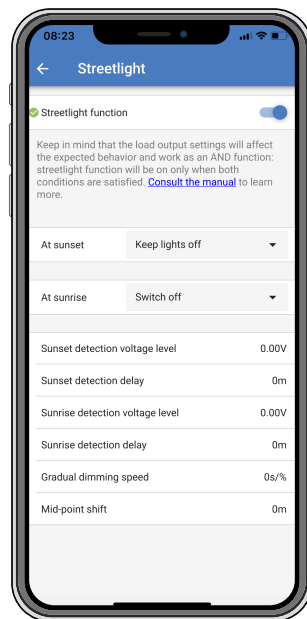 08:23
Streetlight
Streetlight function
Keep in mind that the load output settings will affect
the expected behavior and work as an AND function:
streetlight function will be on only when both
conditions are satisfied. Consult the manual to learn
more.
At sunset Keep lights off
At sunrise Switch off
Sunset detection voltage level 0.00V
Sunset detection delay 0m
Sunrise detection voltage level 0.00V
Sunrise detection delay 0m
Gradual dimming speed 0s/%
Mid-point shift 0m